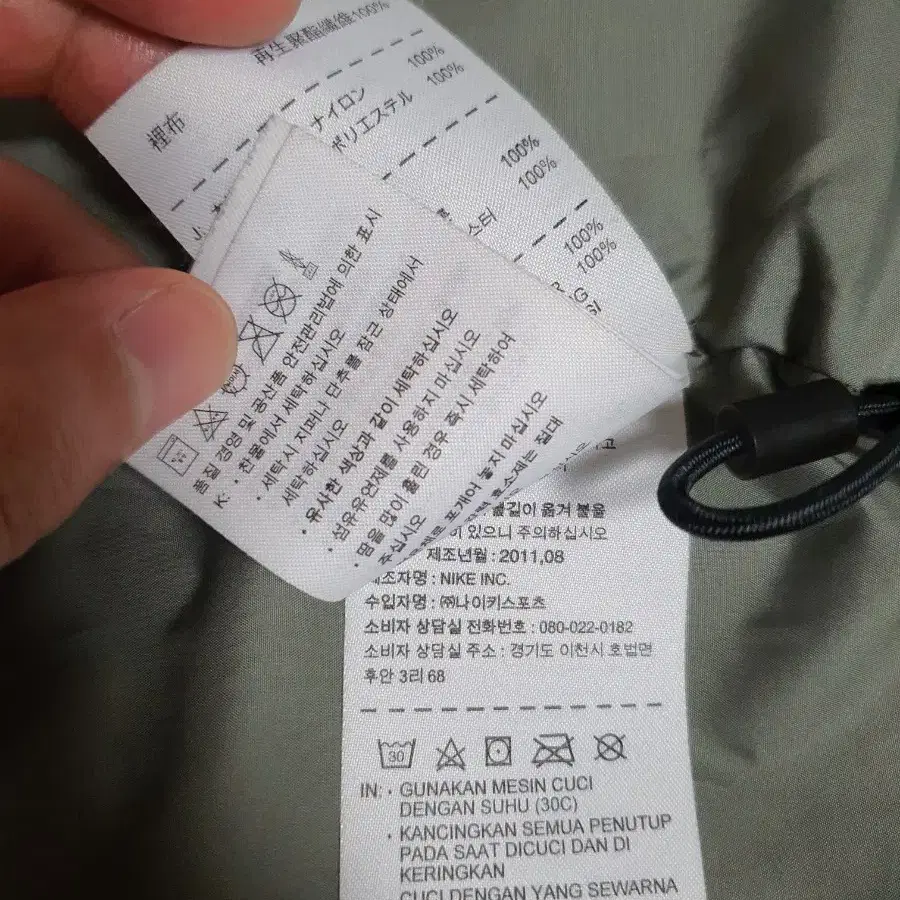 再生聚酯纖維100%
裡布
100%
ナイロン
100%
ポリエステル
100%
100%
스터
100%
100%
품질 경영 및 공산품 안전관리법에 의한 표시
K: · 찬물에서 세탁하십시오
· 세탁시 지퍼나 단추를 잠근 상태에서
세탁하십시오
· 유사한 색상과 같이 세탁하십시오
· 섬유유연제를 사용하지 마십시오
· 땀을 많이 흘린 경우 즉시 세탁하여
주십시오
포개어 놓지 마십시오
효소제는 절대
물길이 옮겨 붙을
이 있으니 주의하십시오
제조년월 : 2011.08
제조자명 : NIKE INC.
수입자명 : ㈜나이키스포츠
소비자 상담실 전화번호 : 080-022-0182
소비자 상담실 주소 : 경기도 이천시 호법면
후안 3리 68
30
IN: · GUNAKAN MESIN CUCI
DENGAN SUHU (30C)
· KANCINGKAN SEMUA PENUTUP
PADA SAAT DICUCI DAN DI
KERINGKAN
CUCI DENGAN YANG SEWARNA